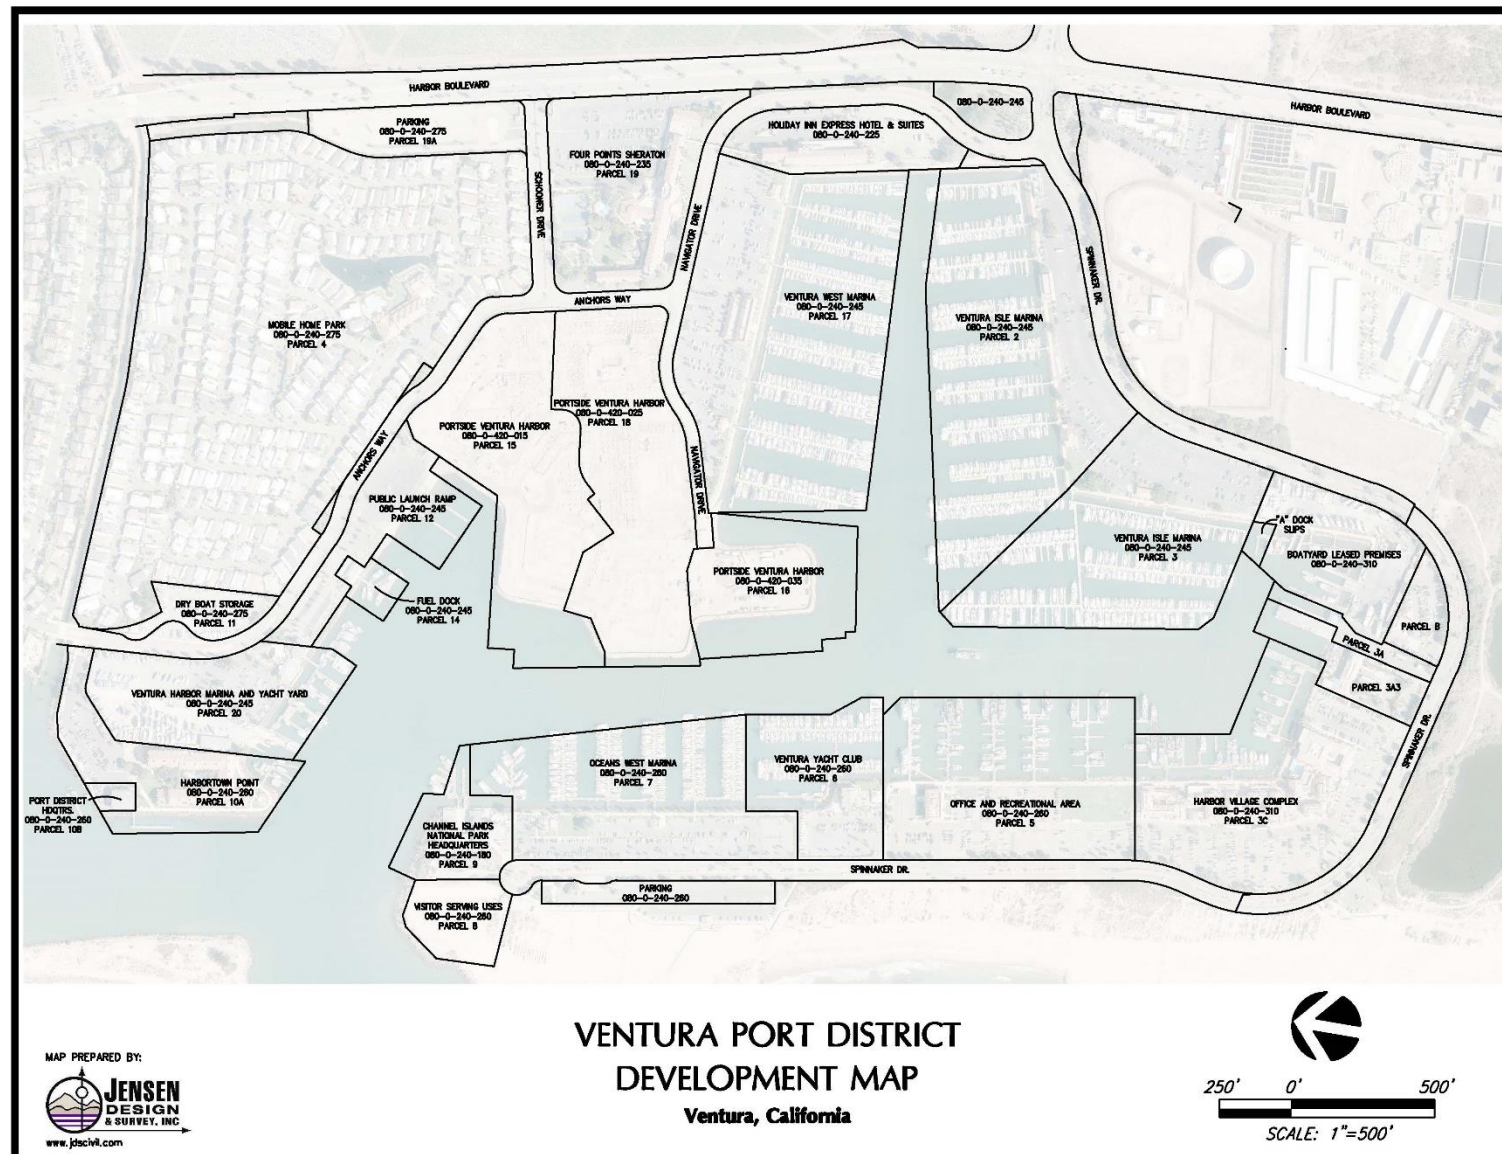 HARBOR BOULEVARD
HARBOR BOULEVARD
PARKING
080-0-240-275
PARCEL 19A
FOUR POINTS SHERATON
080-0-240-235
PARCEL 19
HOLIDAY INN EXPRESS HOTEL & SUITES
080-0-240-225
080-0-240-245
SCHOONER DRIVE
NAVIGATOR DRIVE
SPINNAKER DR.
ANCHORS WAY
MOBILE HOME PARK
080-0-240-275
PARCEL 4
VENTURA WEST MARINA
080-0-240-245
PARCEL 17
VENTURA ISLE MARINA
080-0-240-245
PARCEL 2
PORTSIDE VENTURA HARBOR
080-0-420-025
PARCEL 18
PORTSIDE VENTURA HARBOR
080-0-420-015
PARCEL 15
ANCHORS WAY
NAVIGATOR DRIVE
PUBLIC LAUNCH RAMP
080-0-240-245
PARCEL 12
"A" DOCK
SLIPS
VENTURA ISLE MARINA
080-0-240-245
PARCEL 3
BOATYARD LEASED PREMISES
080-0-240-310
PORTSIDE VENTURA HARBOR
080-0-420-035
PARCEL 16
DRY BOAT STORAGE
080-0-240-275
PARCEL 11
FUEL DOCK
080-0-240-245
PARCEL 14
PARCEL B
PARCEL 3A
PARCEL 3A3
VENTURA HARBOR MARINA AND YACHT YARD
080-0-240-245
PARCEL 20
SPINNAKER DR.
OCEANS WEST MARINA
080-0-240-260
PARCEL 7
VENTURA YACHT CLUB
080-0-240-260
PARCEL 6
HARBORTOWN POINT
080-0-240-260
PARCEL 10A
PORT DISTRICT
HDQTRS.
080-0-240-260
PARCEL 10B
OFFICE AND RECREATIONAL AREA
080-0-240-260
PARCEL 5
HARBOR VILLAGE COMPLEX
080-0-240-310
PARCEL 3C
CHANNEL ISLANDS
NATIONAL PARK
HEADQUARTERS
080-0-240-180
PARCEL 9
SPINNAKER DR.
PARKING
080-0-240-260
VISITOR SERVING USES
080-0-240-260
PARCEL 8
VENTURA PORT DISTRICT
DEVELOPMENT MAP
Ventura, California
MAP PREPARED BY:
JENSEN
DESIGN
& SURVEY, INC
www.jdscivil.com
250' 0' 500'
SCALE: 1"=500'